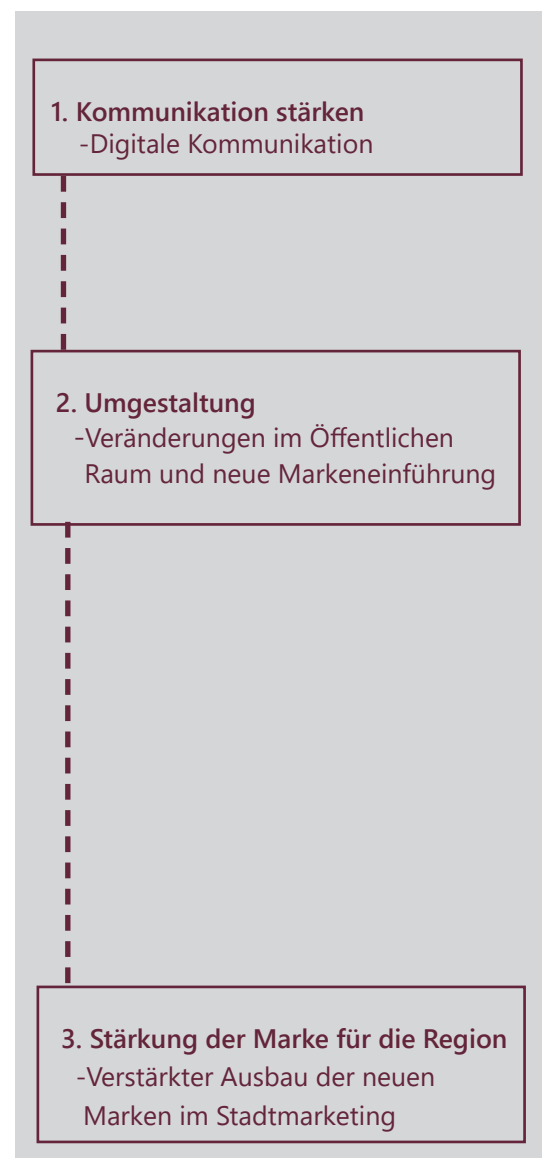 1. Kommunikation stärken
-Digitale Kommunikation
2. Umgestaltung
-Veränderungen im Öffentlichen
Raum und neue Markeneinführung
3. Stärkung der Marke für die Region
-Verstärkter Ausbau der neuen
Marken im Stadtmarketing